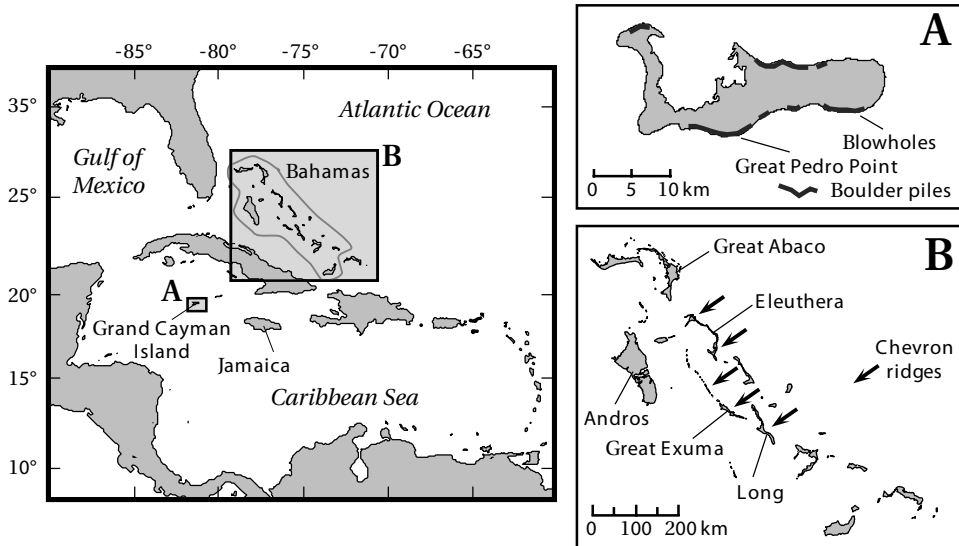 -85° -80° -75° -70° -65°
35°
25°
20°
15°
10°
Atlantic Ocean
Gulf of
Mexico
Bahamas
B
A
Grand Cayman
Island
Jamaica
Caribbean Sea
A
Blowholes
Great Pedro Point
0 5 10 km
Boulder piles
B
Great Abaco
Eleuthera
Chevron
ridges
Andros
Great Exuma
Long
0 100 200 km